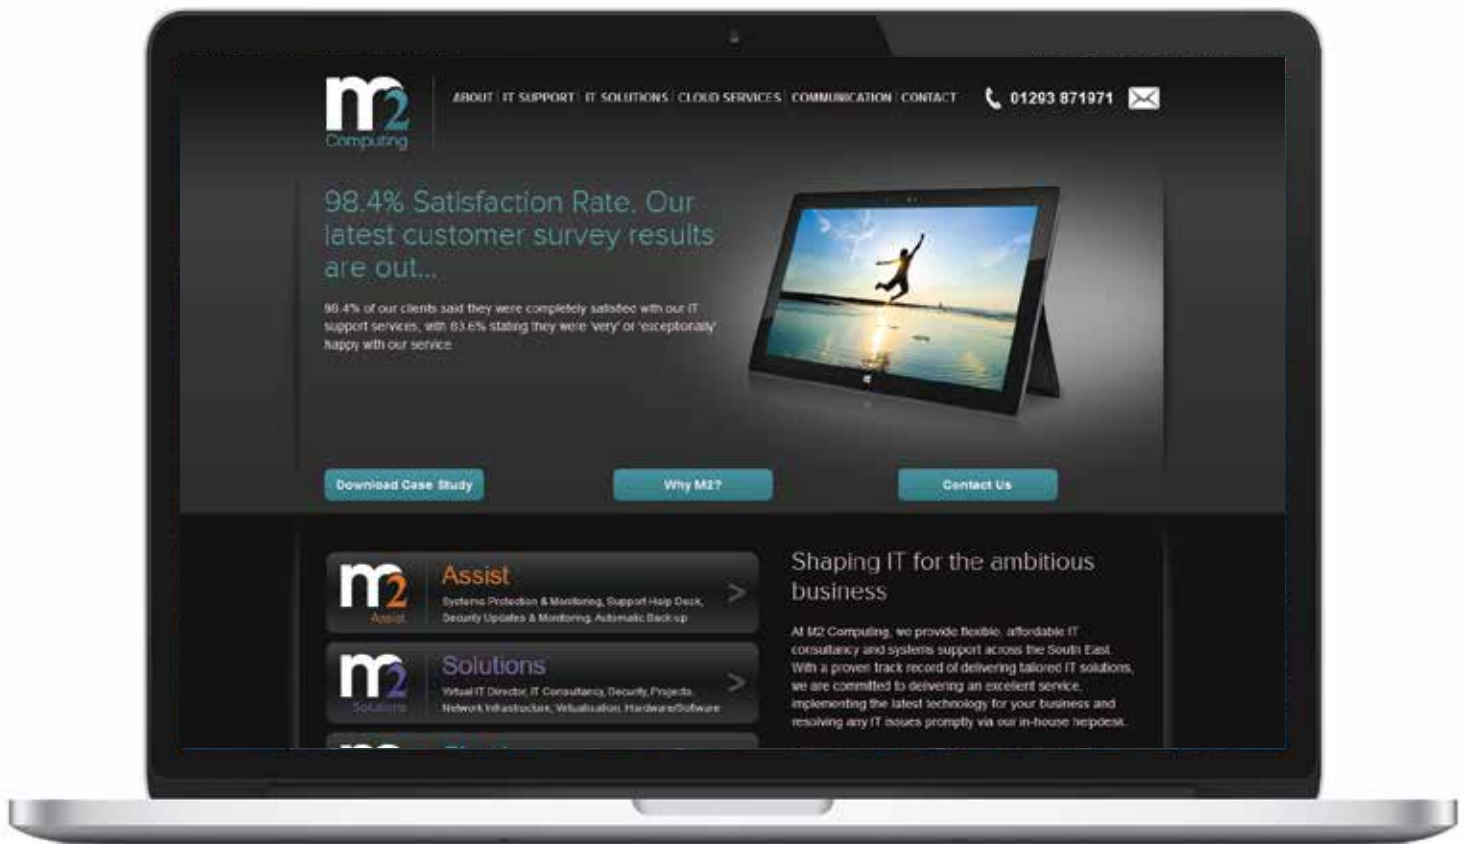 m2
Computing
ABOUT IT SUPPORT IT SOLUTIONS CLOUD SERVICES COMMUNICATION CONTACT
01293 871971
98.4% Satisfaction Rate. Our
latest customer survey results
are out...
98.4% of our clients said they were completely satisfied with our IT
support services, with 83.6% stating they were 'very' or 'exceptionally'
happy with our service
Download Case Study
Why M2?
Contact Us
m2
Assist
Assist
Systems Protection & Monitoring, Support Help Desk,
Security Updates & Monitoring, Automatic Back-up
>
m2
Solutions
Solutions
Virtual IT Director, IT Consultancy, Security, Projects,
Network Infrastructure, Virtualisation, Hardware/Software
>
Shaping IT for the ambitious
business
At M2 Computing, we provide flexible, affordable IT
consultancy and systems support across the South East.
With a proven track record of delivering tailored IT solutions,
we are committed to delivering an excellent service,
implementing the latest technology for your business and
resolving any IT issues promptly via our in-house helpdesk.